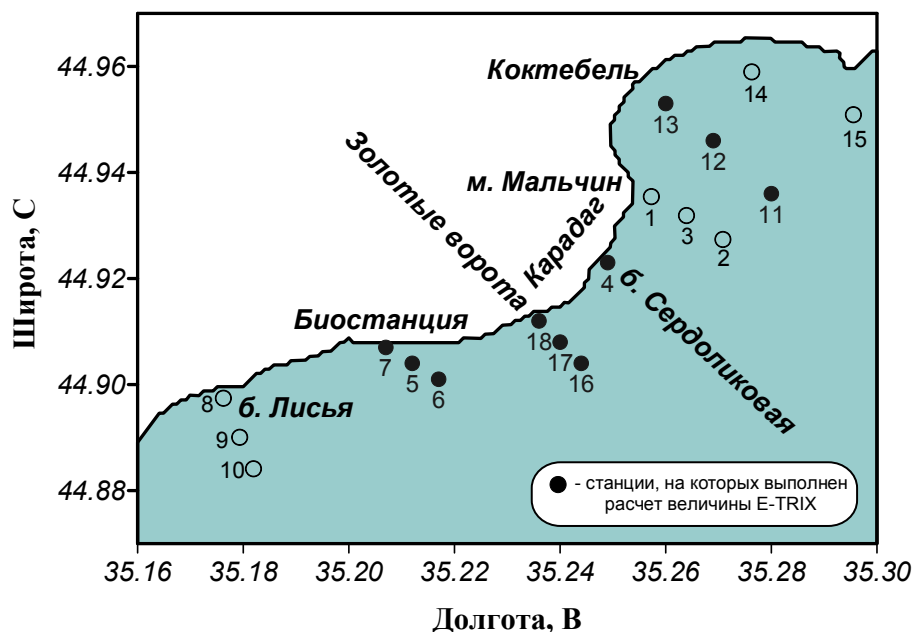 44.96
44.94
44.92
44.90
44.88
Широта, С
Коктебель
14
13
15
12
Золотые ворота
м. Мальчин
1
3
11
2
Карадаг
4
б. Сердоликовая
Биостанция
18
17
16
7
5
6
8
б. Лисья
9
10
- станции, на которых выполнен
расчет величины E-TRIX
35.16 35.18 35.20 35.22 35.24 35.26 35.28 35.30
Долгота, В